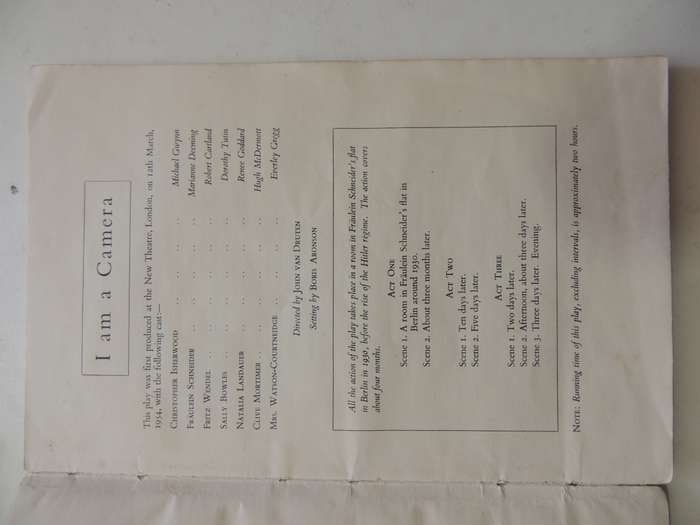 I am a Camera
This play was first produced at the New Theatre, London, on 12th March,
1954, with the following cast:—
CHRISTOPHER ISHERWOOD .. .. .. .. Michael Gwynn
FRÄULEIN SCHNEIDER .. .. .. .. Marianne Deeming
FRITZ WENDEL .. .. .. .. .. Robert Cartland
SALLY BOWLES .. .. .. .. .. Dorothy Tutin
NATALIA LANDAUER .. .. .. .. Renee Goddard
CLIVE MORTIMER .. .. .. .. .. Hugh McDermott
MRS. WATSON-COURTNEIDGE .. .. .. Everley Gregg
Directed by JOHN VAN DRUTEN
Setting by BORIS ARONSON
All the action of the play takes place in a room in Fräulein Schneider's flat
in Berlin in 1930, before the rise of the Hitler regime. The action covers
about four months.
ACT ONE
Scene 1. A room in Fräulein Schneider's flat in
Berlin around 1930.
Scene 2. About three months later.
ACT TWO
Scene 1. Ten days later.
Scene 2. Five days later.
ACT THREE
Scene 1. Two days later.
Scene 2. Afternoon, about three days later.
Scene 3. Three days later. Evening.
NOTE: Running time of this play, excluding intervals, is approximately two hours.